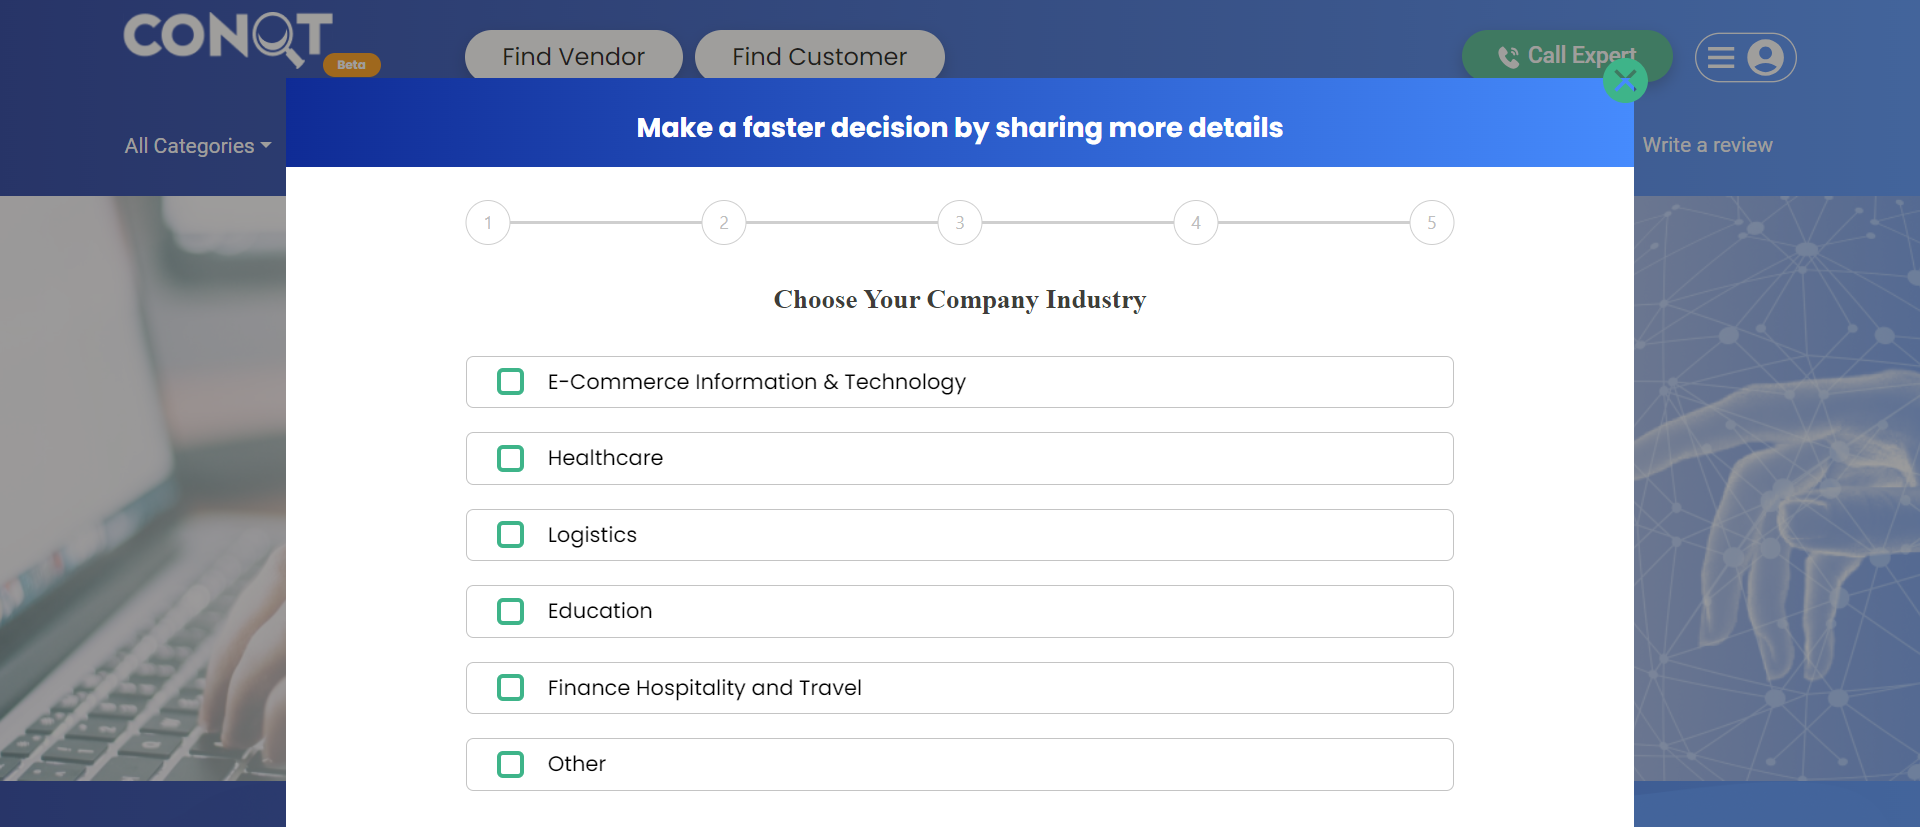 CONQT
Beta
Find Vendor
Find Customer
Call Expert
All Categories
Write a review
Make a faster decision by sharing more details
1
2
3
4
5
Choose Your Company Industry
E-Commerce Information & Technology
Healthcare
Logistics
Education
Finance Hospitality and Travel
Other